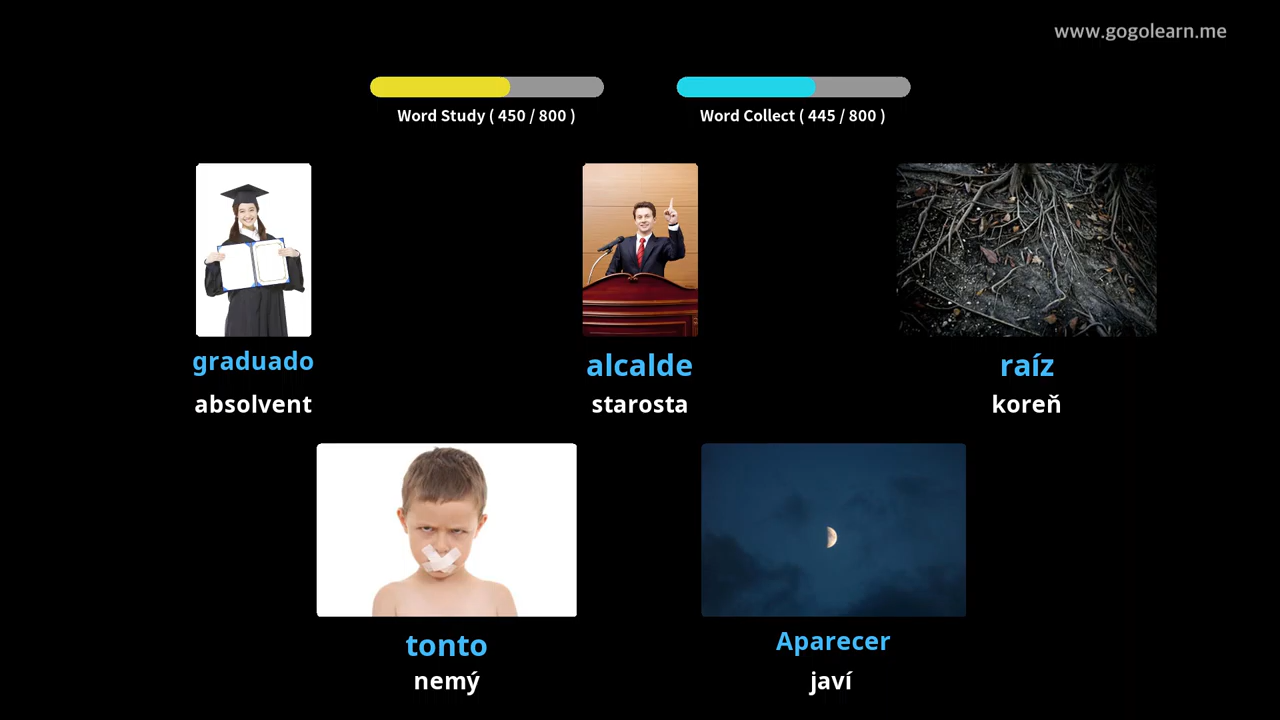 www.gogolearn.me
Word Study ( 450 / 800 )
Word Collect ( 445 / 800 )
graduado
alcalde
raíz
absolvent
starosta
koreň
tonto
Aparecer
nemý
javí